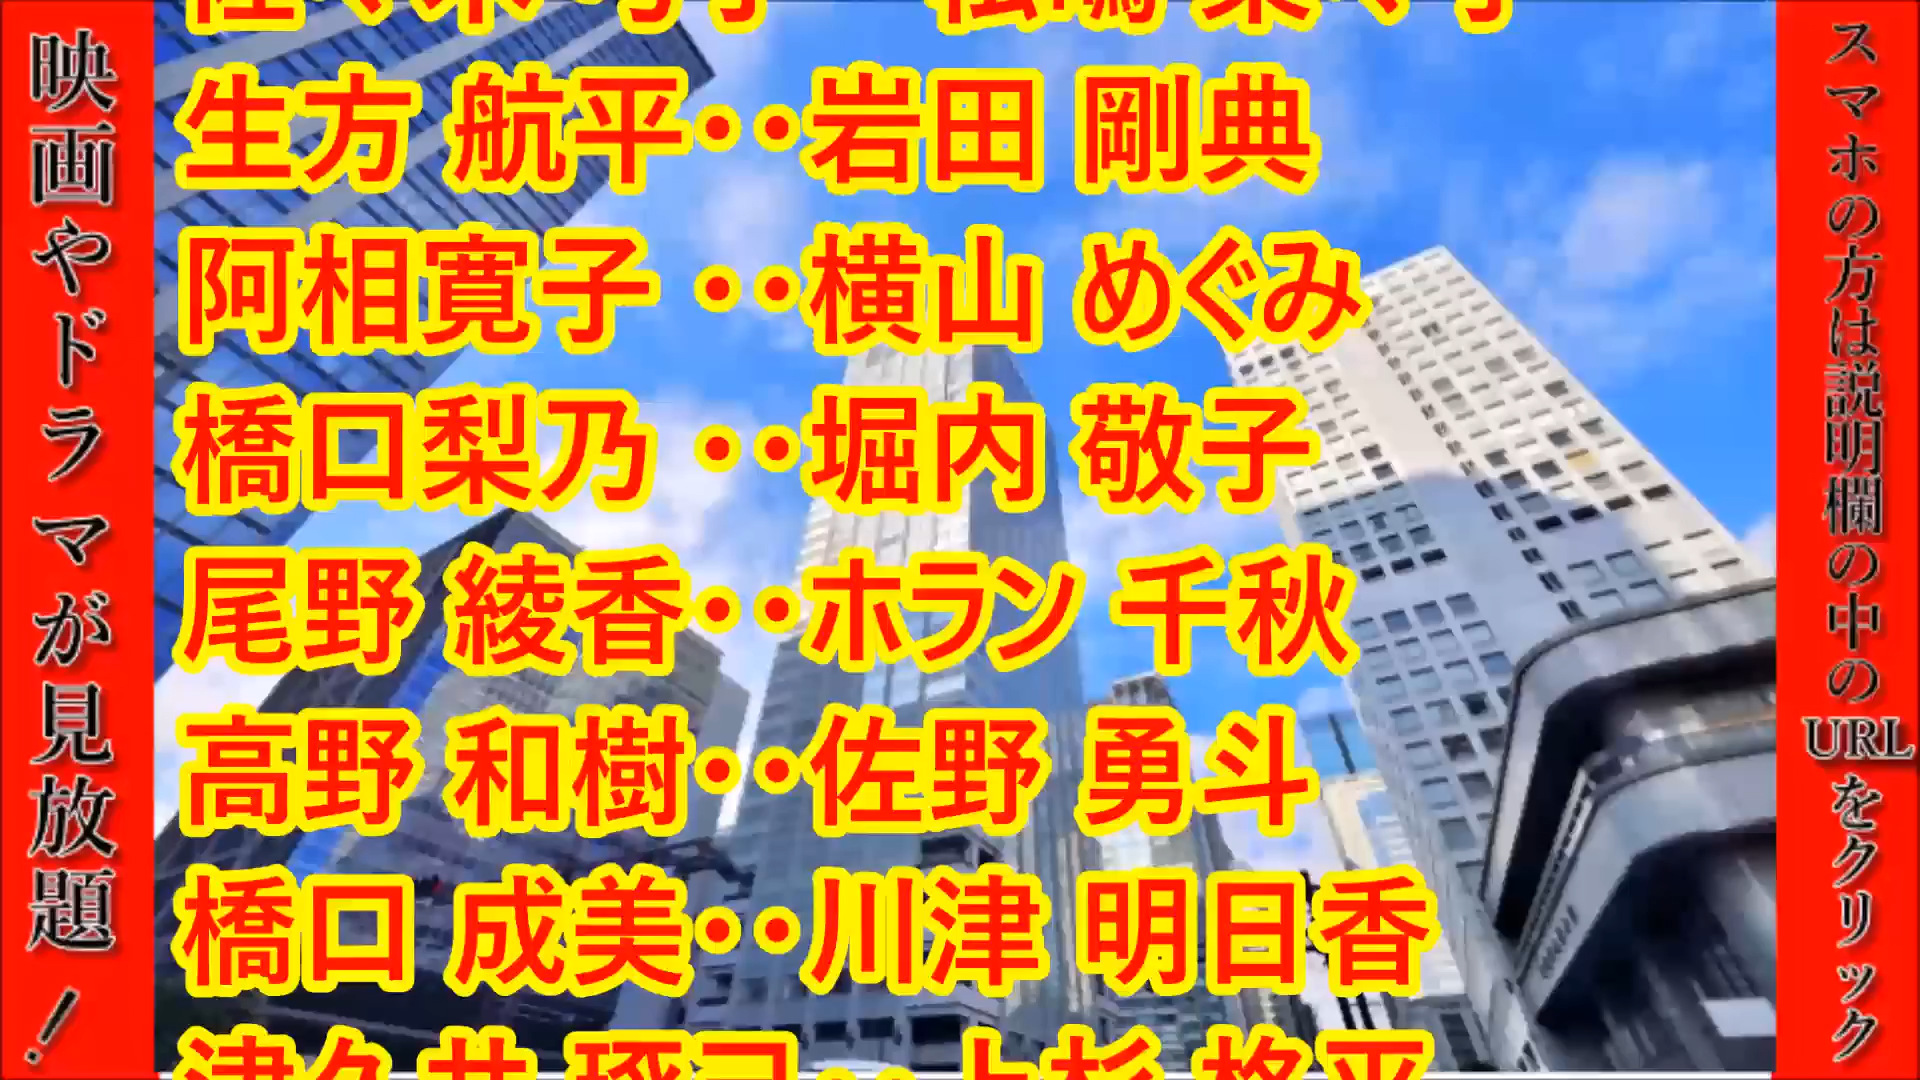 映画やドラマが見放題!
生方 航平・・岩田 剛典
阿相寛子 ・・横山 めぐみ
橋口梨乃 ・・堀内 敬子
尾野 綾香・・ホラン 千秋
高野 和樹・・佐野 勇斗
橋口 成美・・川津 明日香
スマホの方は説明欄の中のURLをクリック